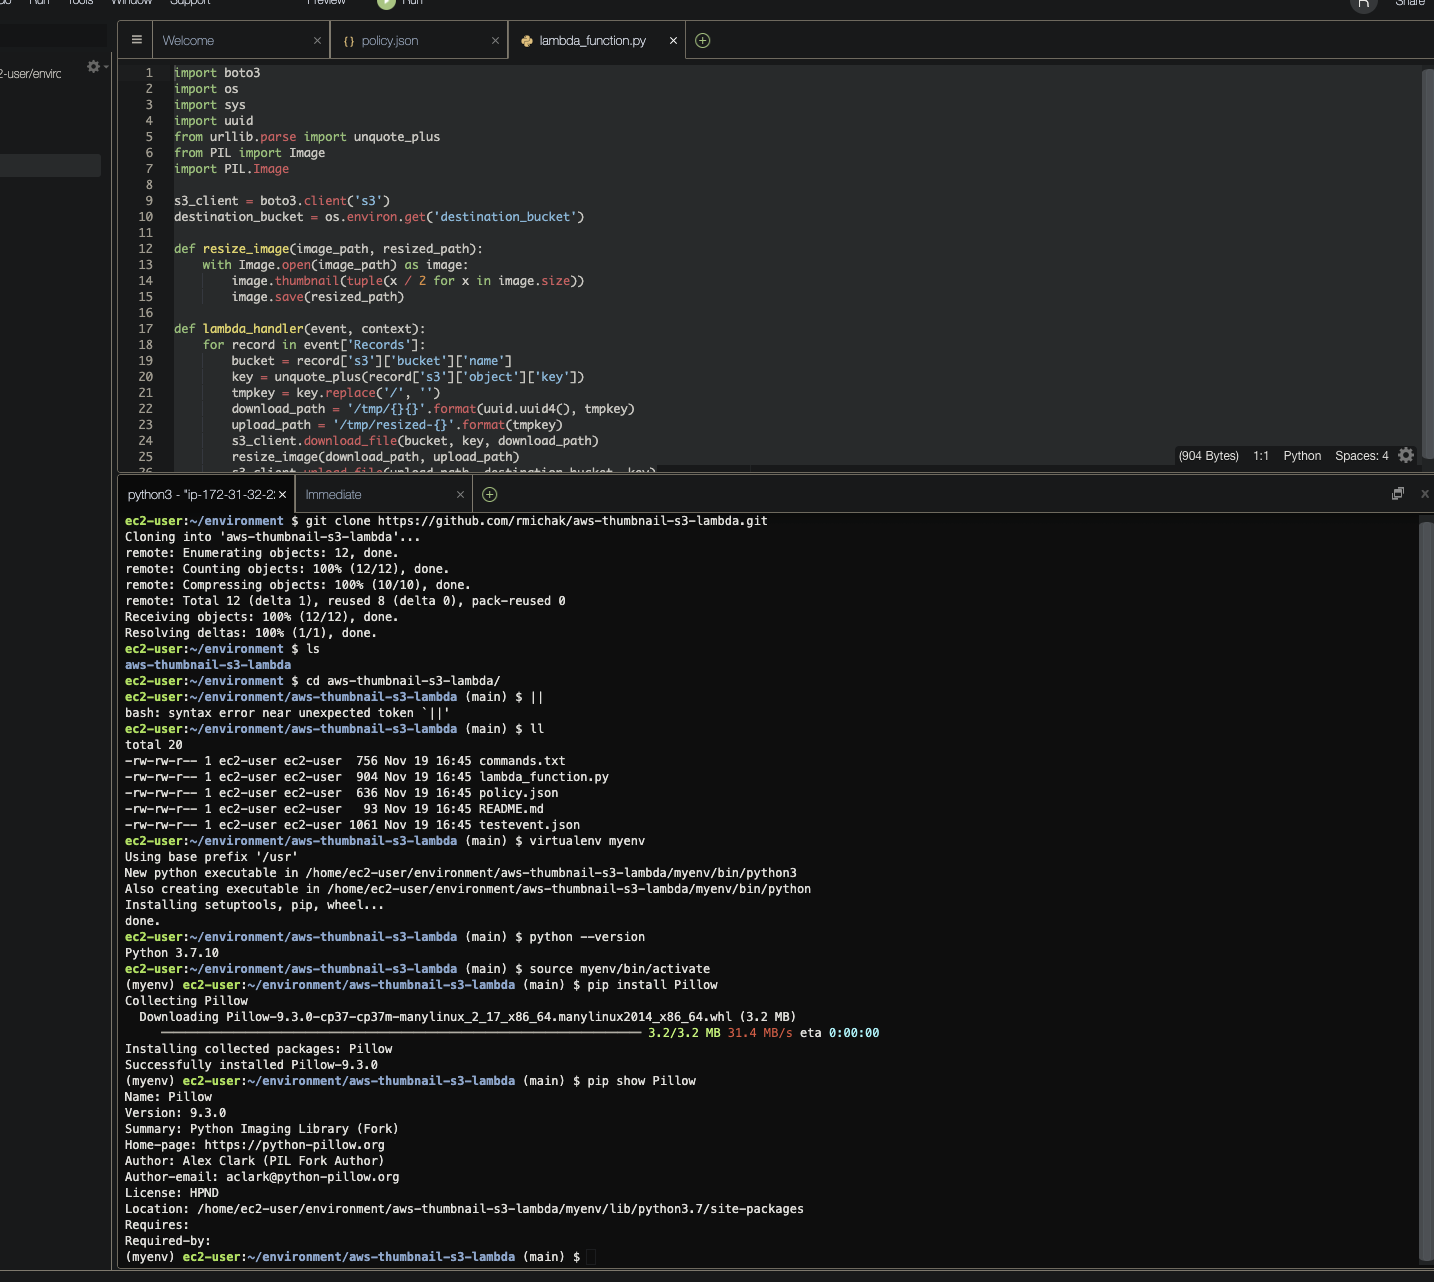 Run Tools Window Support Preview Run Share
Welcome
{} policy.json
lambda_function.py
2-user/envirc
1 import boto3
2 import os
3 import sys
4 import uuid
5 from urllib.parse import unquote_plus
6 from PIL import Image
7 import PIL.Image
8
9 s3_client = boto3.client('s3')
10 destination_bucket = os.environ.get('destination_bucket')
11
12 def resize_image(image_path, resized_path):
13     with Image.open(image_path) as image:
14         image.thumbnail(tuple(x / 2 for x in image.size))
15         image.save(resized_path)
16
17 def lambda_handler(event, context):
18     for record in event['Records']:
19         bucket = record['s3']['bucket']['name']
20         key = unquote_plus(record['s3']['object']['key'])
21         tmpkey = key.replace('/', '')
22         download_path = '/tmp/{}{}'.format(uuid.uuid4(), tmpkey)
23         upload_path = '/tmp/resized-{}'.format(tmpkey)
24         s3_client.download_file(bucket, key, download_path)
25         resize_image(download_path, upload_path)
26         s3_client.upload_file(upload_path, destination_bucket, key)
(904 Bytes) 1:1 Python Spaces: 4
python3 - "ip-172-31-32-2:
Immediate
ec2-user:~/environment $ git clone https://github.com/rmichak/aws-thumbnail-s3-lambda.git
Cloning into 'aws-thumbnail-s3-lambda'...
remote: Enumerating objects: 12, done.
remote: Counting objects: 100% (12/12), done.
remote: Compressing objects: 100% (10/10), done.
remote: Total 12 (delta 1), reused 8 (delta 0), pack-reused 0
Receiving objects: 100% (12/12), done.
Resolving deltas: 100% (1/1), done.
ec2-user:~/environment $ ls
aws-thumbnail-s3-lambda
ec2-user:~/environment $ cd aws-thumbnail-s3-lambda/
ec2-user:~/environment/aws-thumbnail-s3-lambda (main) $ ||
bash: syntax error near unexpected token `||'
ec2-user:~/environment/aws-thumbnail-s3-lambda (main) $ ll
total 20
-rw-rw-r-- 1 ec2-user ec2-user  756 Nov 19 16:45 commands.txt
-rw-rw-r-- 1 ec2-user ec2-user  904 Nov 19 16:45 lambda_function.py
-rw-rw-r-- 1 ec2-user ec2-user  636 Nov 19 16:45 policy.json
-rw-rw-r-- 1 ec2-user ec2-user   93 Nov 19 16:45 README.md
-rw-rw-r-- 1 ec2-user ec2-user 1061 Nov 19 16:45 testevent.json
ec2-user:~/environment/aws-thumbnail-s3-lambda (main) $ virtualenv myenv
Using base prefix '/usr'
New python executable in /home/ec2-user/environment/aws-thumbnail-s3-lambda/myenv/bin/python3
Also creating executable in /home/ec2-user/environment/aws-thumbnail-s3-lambda/myenv/bin/python
Installing setuptools, pip, wheel...
done.
ec2-user:~/environment/aws-thumbnail-s3-lambda (main) $ python --version
Python 3.7.10
ec2-user:~/environment/aws-thumbnail-s3-lambda (main) $ source myenv/bin/activate
(myenv) ec2-user:~/environment/aws-thumbnail-s3-lambda (main) $ pip install Pillow
Collecting Pillow
  Downloading Pillow-9.3.0-cp37-cp37m-manylinux_2_17_x86_64.manylinux2014_x86_64.whl (3.2 MB)
3.2/3.2 MB 31.4 MB/s eta 0:00:00
Installing collected packages: Pillow
Successfully installed Pillow-9.3.0
(myenv) ec2-user:~/environment/aws-thumbnail-s3-lambda (main) $ pip show Pillow
Name: Pillow
Version: 9.3.0
Summary: Python Imaging Library (Fork)
Home-page: https://python-pillow.org
Author: Alex Clark (PIL Fork Author)
Author-email: aclark@python-pillow.org
License: HPND
Location: /home/ec2-user/environment/aws-thumbnail-s3-lambda/myenv/lib/python3.7/site-packages
Requires:
Required-by:
(myenv) ec2-user:~/environment/aws-thumbnail-s3-lambda (main) $